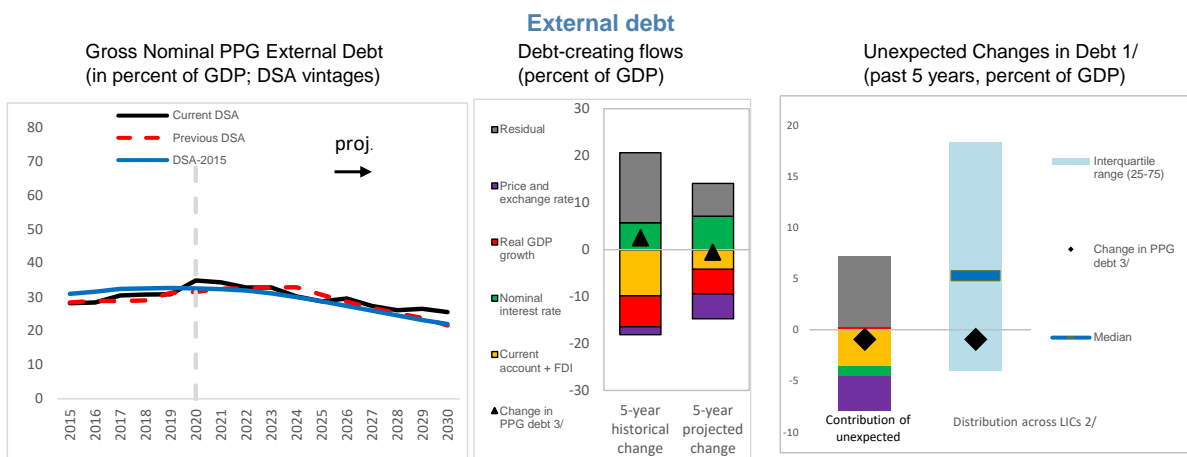 External debt
Gross Nominal PPG External Debt
(in percent of GDP; DSA vintages)
80
70
60
50
40
30
20
10
0
Current DSA
Previous DSA
DSA-2015
proj.
2015
2016
2017
2018
2019
2020
2021
2022
2023
2024
2025
2026
2027
2028
2029
2030
Debt-creating flows
(percent of GDP)
Residual
Price and
exchange rate
Real GDP
growth
Nominal
interest rate
Current
account + FDI
Change in
PPG debt 3/
30
20
10
0
-10
-20
-30
5-year
historical
change
5-year
projected
change
Unexpected Changes in Debt 1/
(past 5 years, percent of GDP)
20
15
10
5
0
-5
-10
Contribution of
unexpected
Distribution across LICs 2/
Interquartile
range (25-75)
Change in PPG
debt 3/
Median